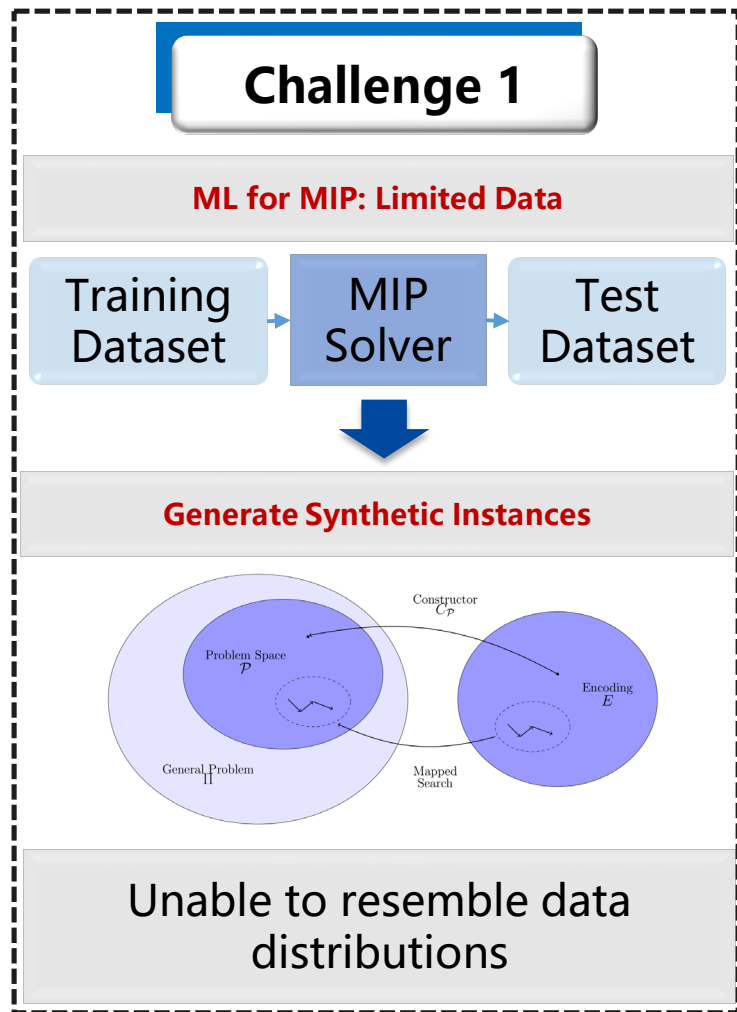 Challenge 1
ML for MIP: Limited Data
Training
Dataset
MIP
Solver
Test
Dataset
Generate Synthetic Instances
Constructor
C_𝒫
Problem Space
𝒫
Encoding
E
General Problem
Π
Mapped
Search
Unable to resemble data
distributions